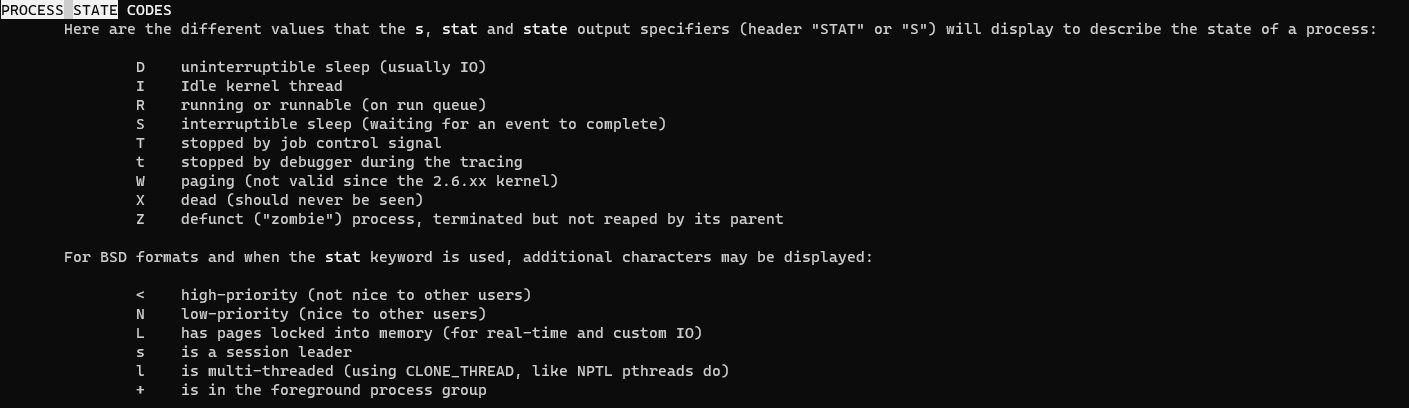 PROCESS STATE CODES
Here are the different values that the s, stat and state output specifiers (header "STAT" or "S") will display to describe the state of a process:
D    uninterruptible sleep (usually IO)
I    Idle kernel thread
R    running or runnable (on run queue)
S    interruptible sleep (waiting for an event to complete)
T    stopped by job control signal
t    stopped by debugger during the tracing
W    paging (not valid since the 2.6.xx kernel)
X    dead (should never be seen)
Z    defunct ("zombie") process, terminated but not reaped by its parent
For BSD formats and when the stat keyword is used, additional characters may be displayed:
<    high-priority (not nice to other users)
N    low-priority (nice to other users)
L    has pages locked into memory (for real-time and custom IO)
s    is a session leader
l    is multi-threaded (using CLONE_THREAD, like NPTL pthreads do)
+    is in the foreground process group